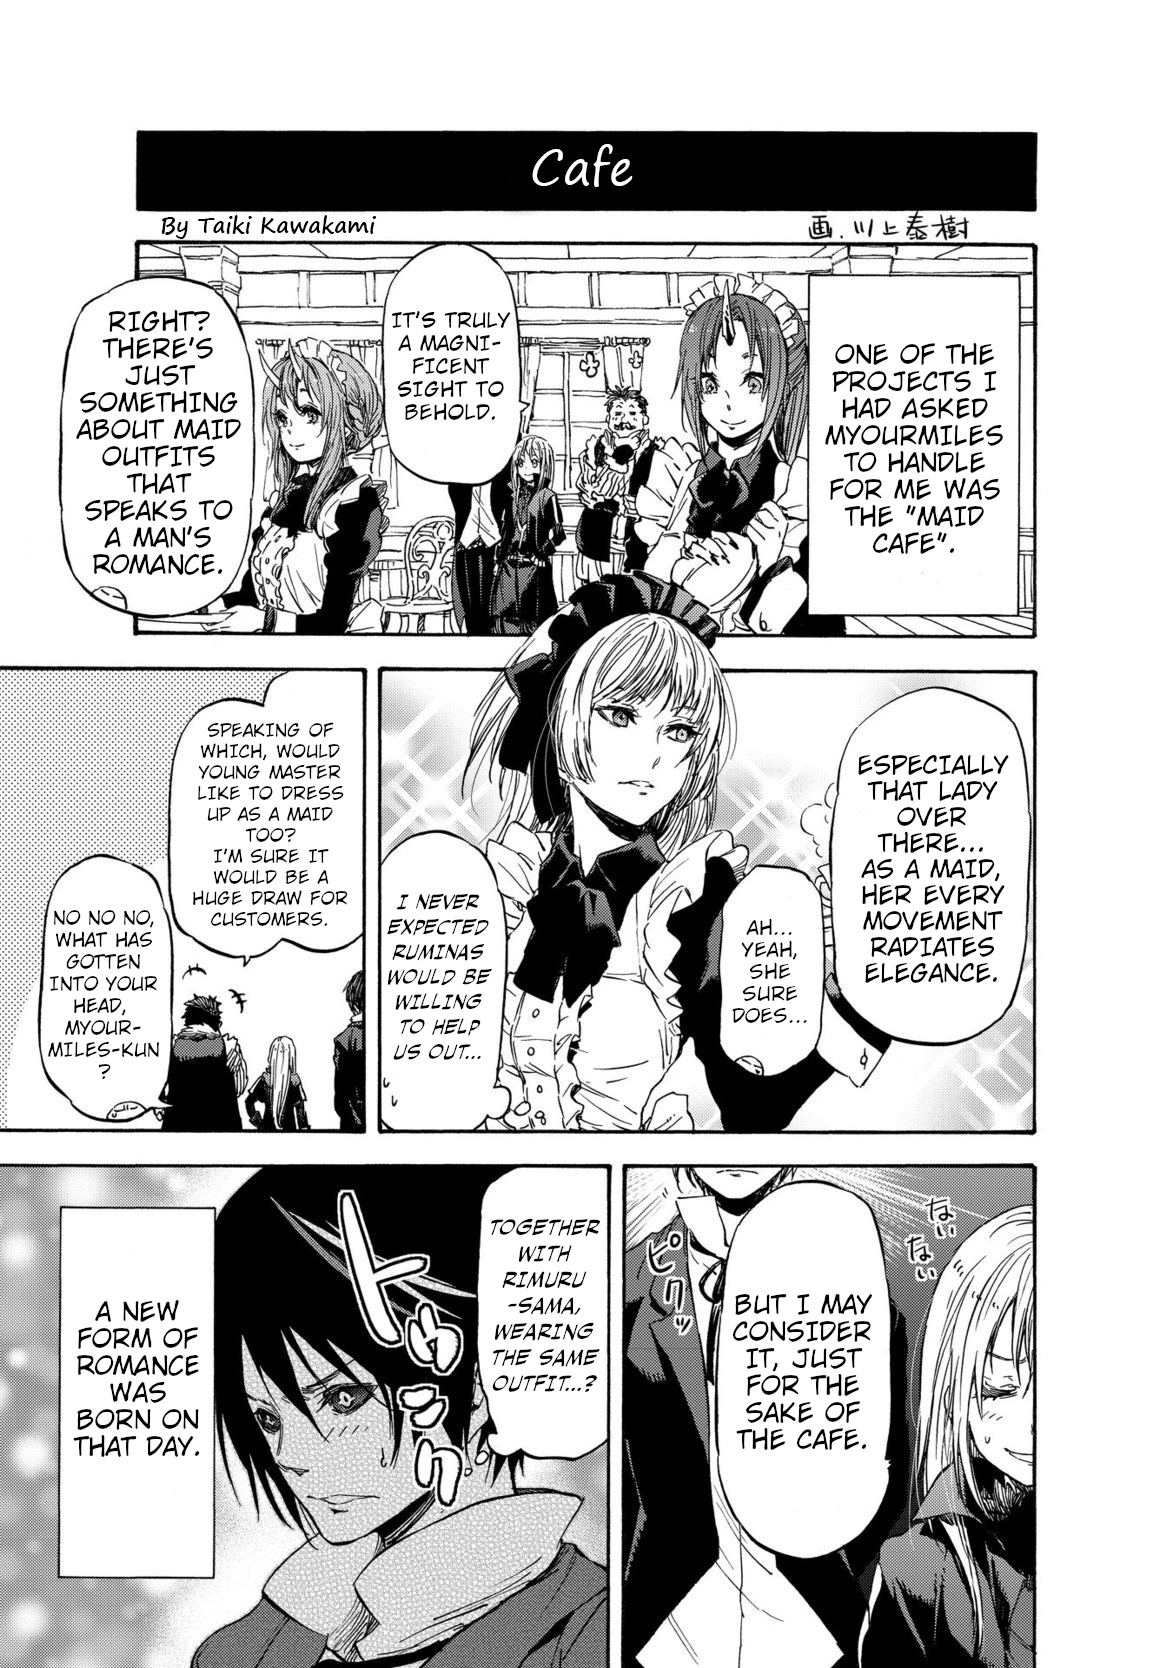 Cafe
By Taiki Kawakami
画.川上泰樹
ONE OF THE
PROJECTS I
HAD ASKED
MYOURMILES
TO HANDLE
FOR ME WAS
THE "MAID
CAFE".
IT'S TRULY
A MAGNI-
FICENT
SIGHT TO
BEHOLD.
RIGHT?
THERE'S
JUST
SOMETHING
ABOUT MAID
OUTFITS
THAT
SPEAKS TO
A MAN'S
ROMANCE.
ESPECIALLY
THAT LADY
OVER
THERE...
AS A MAID,
HER EVERY
MOVEMENT
RADIATES
ELEGANCE.
AH...
YEAH,
SHE
SURE
DOES...
I NEVER
EXPECTED
RUMINAS
WOULD BE
WILLING
TO HELP
US OUT...
SPEAKING OF
WHICH, WOULD
YOUNG MASTER
LIKE TO DRESS
UP AS A MAID
TOO?
I'M SURE IT
WOULD BE A
HUGE DRAW FOR
CUSTOMERS.
NO NO NO,
WHAT HAS
GOTTEN
INTO YOUR
HEAD,
MYOUR-
MILES-KUN
?
ない
ない
ピクッ
BUT I MAY
CONSIDER
IT, JUST
FOR THE
SAKE OF
THE CAFE.
TOGETHER
WITH
RIMURU
-SAMA,
WEARING
THE SAME
OUTFIT...?
トゥンク
A NEW
FORM OF
ROMANCE
WAS
BORN ON
THAT DAY.